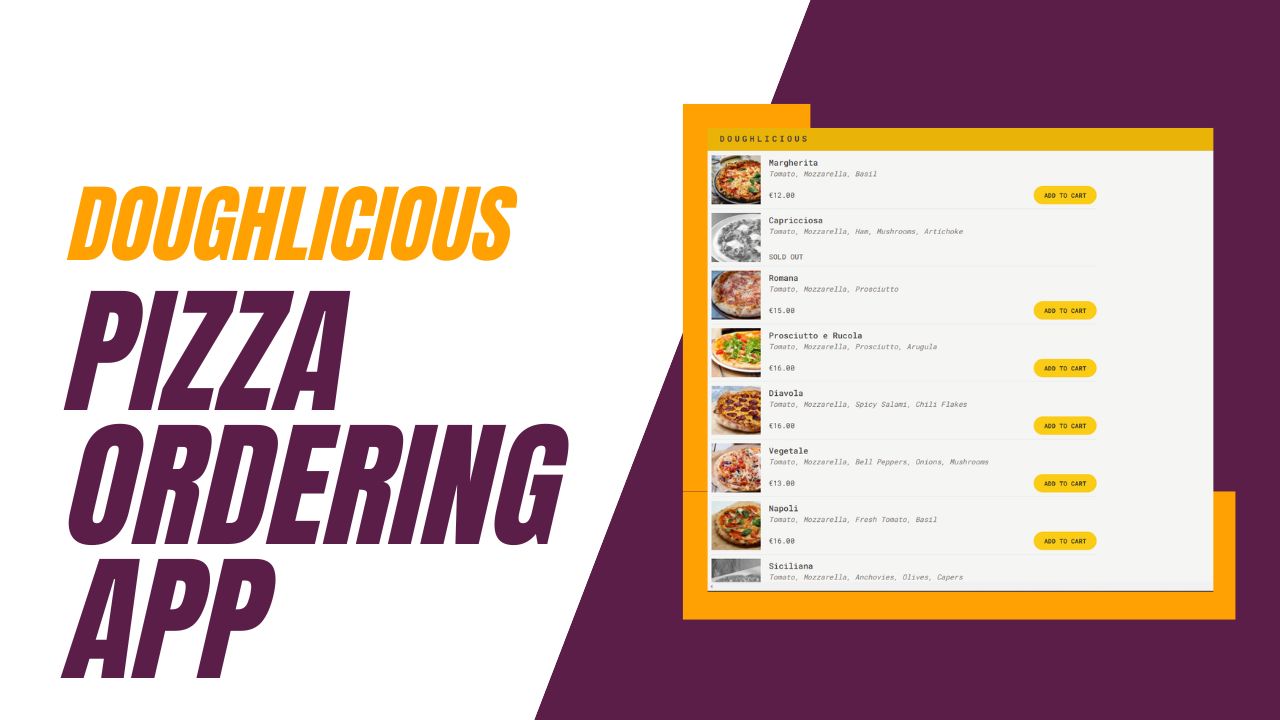 DOUGHLICIOUS
PIZZA
ORDERING
APP
DOUGHLICIOUS
Margherita
Tomato, Mozzarella, Basil
€12.00
ADD TO CART
Capricciosa
Tomato, Mozzarella, Ham, Mushrooms, Artichoke
SOLD OUT
Romana
Tomato, Mozzarella, Prosciutto
€15.00
ADD TO CART
Prosciutto e Rucola
Tomato, Mozzarella, Prosciutto, Arugula
€16.00
ADD TO CART
Diavola
Tomato, Mozzarella, Spicy Salami, Chili Flakes
€16.00
ADD TO CART
Vegetale
Tomato, Mozzarella, Bell Peppers, Onions, Mushrooms
€13.00
ADD TO CART
Napoli
Tomato, Mozzarella, Fresh Tomato, Basil
€16.00
ADD TO CART
Siciliana
Tomato, Mozzarella, Anchovies, Olives, Capers